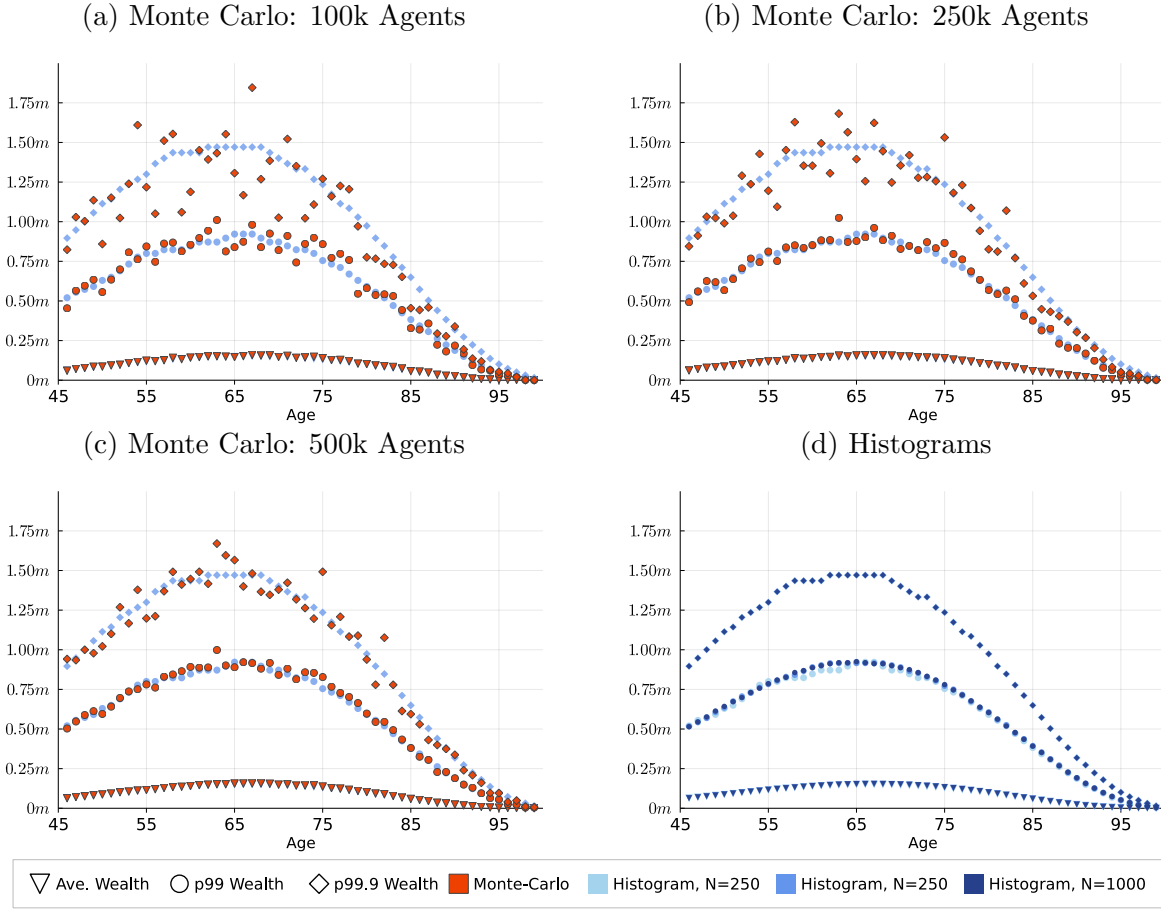 (a) Monte Carlo: 100k Agents
(b) Monte Carlo: 250k Agents
1.75m
1.50m
1.25m
1.00m
0.75m
0.50m
0.25m
0m
45 55 65 75 85 95
Age
1.75m
1.50m
1.25m
1.00m
0.75m
0.50m
0.25m
0m
45 55 65 75 85 95
Age
(c) Monte Carlo: 500k Agents
(d) Histograms
1.75m
1.50m
1.25m
1.00m
0.75m
0.50m
0.25m
0m
45 55 65 75 85 95
Age
1.75m
1.50m
1.25m
1.00m
0.75m
0.50m
0.25m
0m
45 55 65 75 85 95
Age
Ave. Wealth p99 Wealth p99.9 Wealth Monte-Carlo Histogram, N=250 Histogram, N=250 Histogram, N=1000